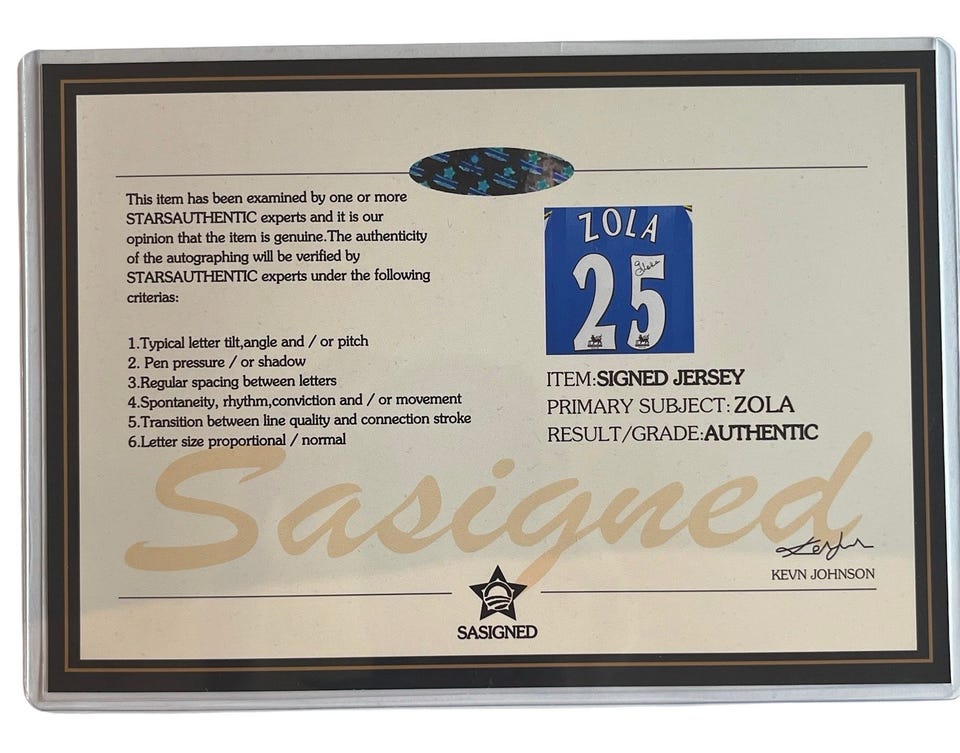 This item has been examined by one or more
STARSAUTHENTIC experts and it is our
opinion that the item is genuine.The authenticity
of the autographing will be verified by
STARSAUTHENTIC experts under the following
criterias:
1.Typical letter tilt,angle and / or pitch
2. Pen pressure / or shadow
3.Regular spacing between letters
4.Spontaneity, rhythm,conviction and / or movement
5.Transition between line quality and connection stroke
6.Letter size proportional / normal
ZOLA
25
ITEM:SIGNED JERSEY
PRIMARY SUBJECT: ZOLA
RESULT/GRADE:AUTHENTIC
Sasigned
KEVN JOHNSON
SASIGNED